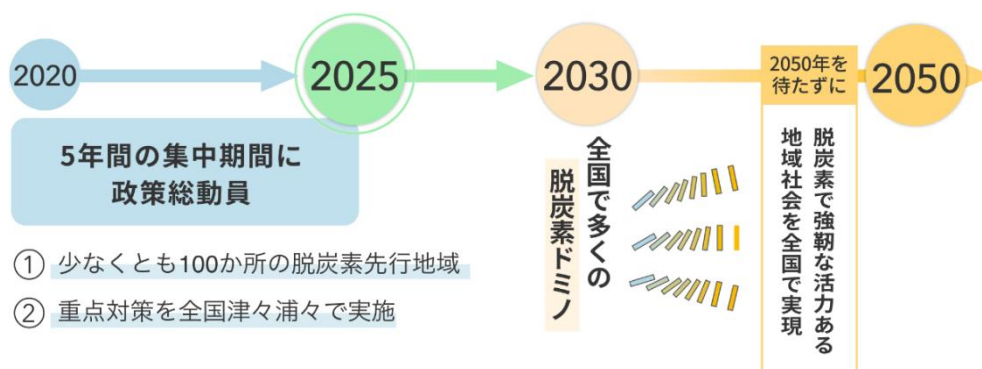 2020
2025
2030
2050年を
待たずに
2050
5年間の集中期間に
政策総動員
① 少なくとも100か所の脱炭素先行地域
② 重点対策を全国津々浦々で実施
全国で多くの
脱炭素ドミノ
脱炭素で強靭な活力ある
地域社会を全国で実現